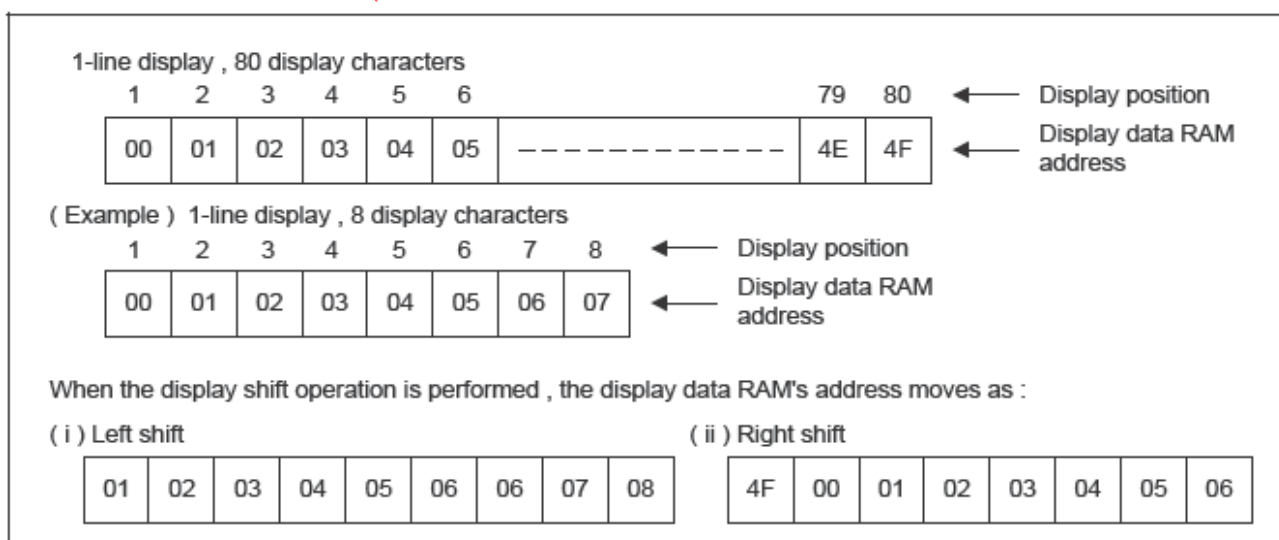 1-line display , 80 display characters
1 2 3 4 5 6 79 80 Display position
00 01 02 03 04 05 4E 4F Display data RAM address
( Example ) 1-line display , 8 display characters
1 2 3 4 5 6 7 8 Display position
00 01 02 03 04 05 06 07 Display data RAM address
When the display shift operation is performed , the display data RAM's address moves as :
( i ) Left shift ( ii ) Right shift
01 02 03 04 05 06 06 07 08 4F 00 01 02 03 04 05 06